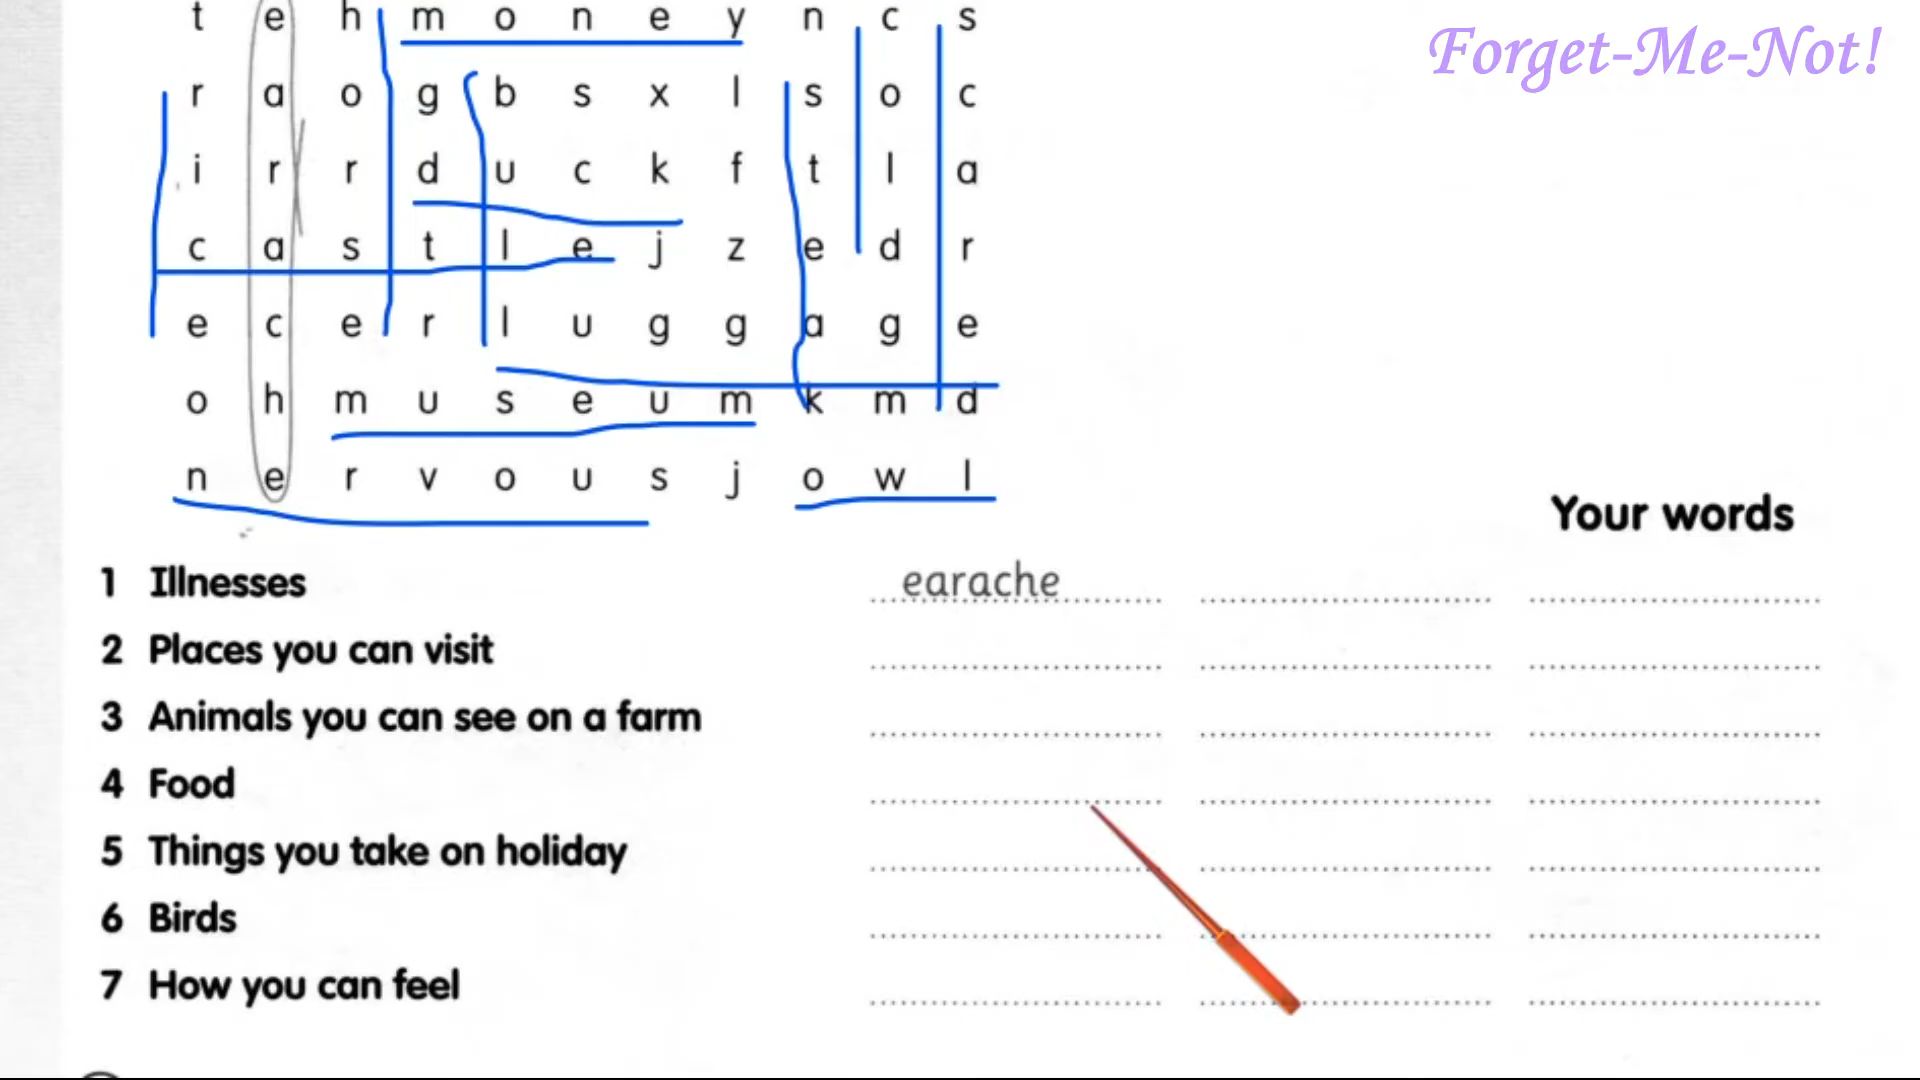 t e h m o n e y n c s
Forget-Me-Not!
r a o g b s x l s o c
i r r d u c k f t l a
c a s t l e j z e d r
e c e r l u g g a g e
o h m u s e u m k m d
n e r v o u s j o w l
Your words
1 Illnesses earache
2 Places you can visit
3 Animals you can see on a farm
4 Food
5 Things you take on holiday
6 Birds
7 How you can feel